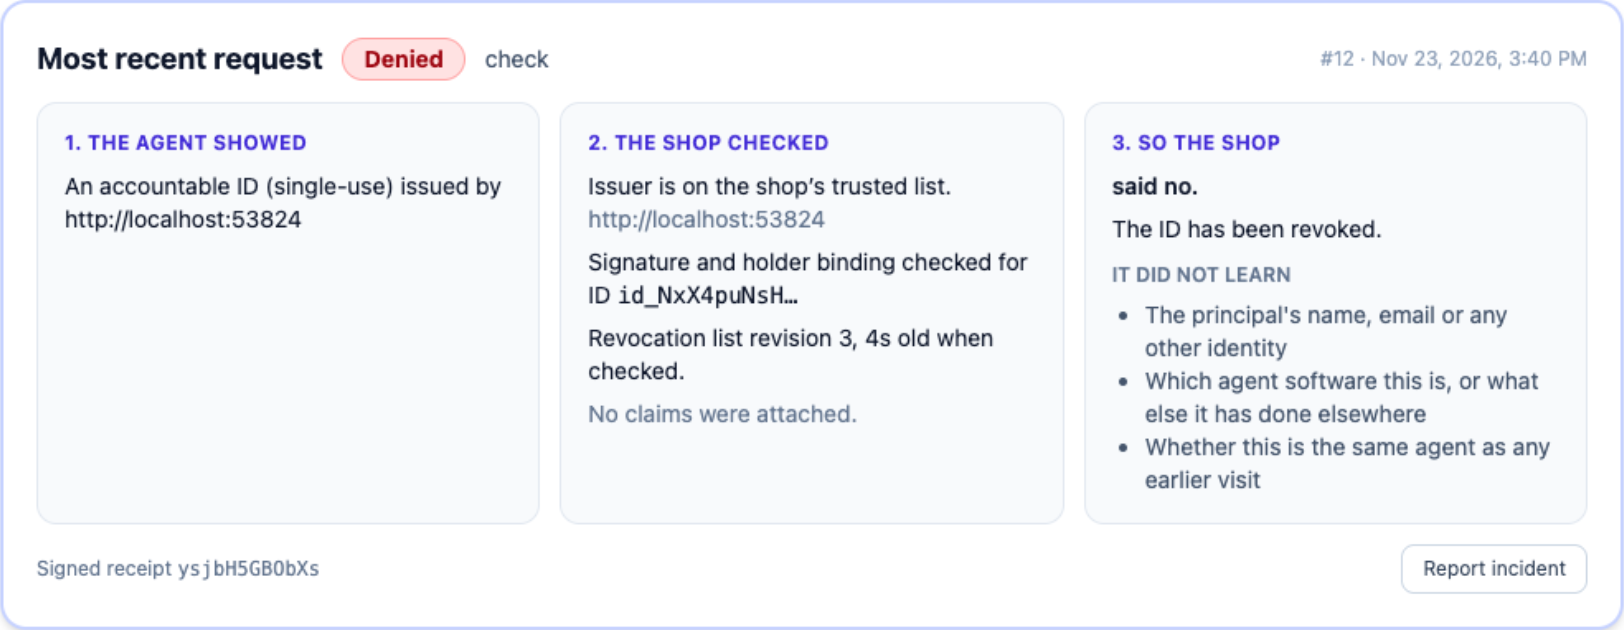 Most recent request
Denied
check
#12 · Nov 23, 2026, 3:40 PM
1. THE AGENT SHOWED
An accountable ID (single-use) issued by
http://localhost:53824
2. THE SHOP CHECKED
Issuer is on the shop’s trusted list.
http://localhost:53824
Signature and holder binding checked for
ID id_NxX4puNsH…
Revocation list revision 3, 4s old when
checked.
No claims were attached.
3. SO THE SHOP
said no.
The ID has been revoked.
IT DID NOT LEARN
• The principal's name, email or any
other identity
• Which agent software this is, or what
else it has done elsewhere
• Whether this is the same agent as any
earlier visit
Signed receipt ysjbH5GBObXs
Report incident